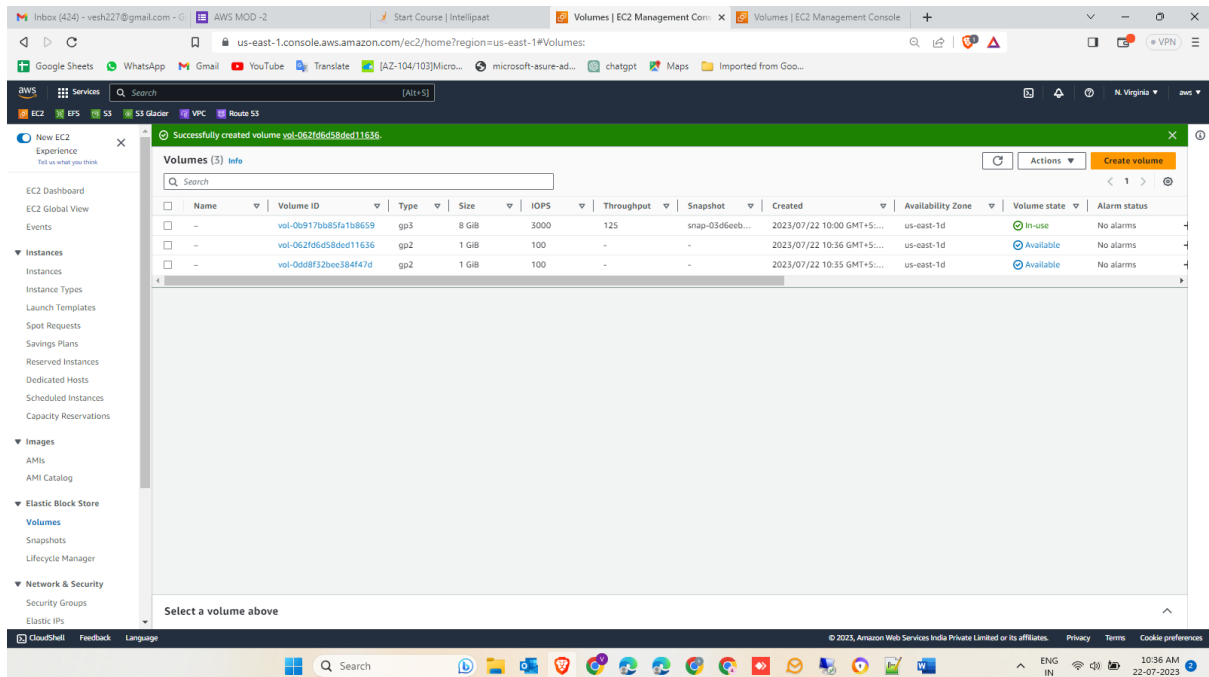 Inbox (424) - vesh227@gmail.com - G
AWS MOD -2
Start Course | Intellipaat
Volumes | EC2 Management Cons
Volumes | EC2 Management Console
us-east-1.console.aws.amazon.com/ec2/home?region=us-east-1#Volumes:
VPN
Google Sheets WhatsApp Gmail YouTube Translate [AZ-104/103]Micro... microsoft-asure-ad... chatgpt Maps Imported from Goo...
aws Services Search [Alt+S] N. Virginia aws
EC2 EFS S3 S3 Glacier VPC Route 53
New EC2
Experience
Tell us what you think
EC2 Dashboard
EC2 Global View
Events
Instances
Instances
Instance Types
Launch Templates
Spot Requests
Savings Plans
Reserved Instances
Dedicated Hosts
Scheduled Instances
Capacity Reservations
Images
AMIs
AMI Catalog
Elastic Block Store
Volumes
Snapshots
Lifecycle Manager
Network & Security
Security Groups
Elastic IPs
Successfully created volume vol-062fd6d58ded11636.
Volumes (3) Info Actions Create volume
Search 1
Name Volume ID Type Size IOPS Throughput Snapshot Created Availability Zone Volume state Alarm status
– vol-0b917bb85fa1b8659 gp3 8 GiB 3000 125 snap-03d6eeb... 2023/07/22 10:00 GMT+5:... us-east-1d In-use No alarms +
– vol-062fd6d58ded11636 gp2 1 GiB 100 - - 2023/07/22 10:36 GMT+5:... us-east-1d Available No alarms +
– vol-0dd8f32bee384f47d gp2 1 GiB 100 - - 2023/07/22 10:35 GMT+5:... us-east-1d Available No alarms +
Select a volume above
CloudShell Feedback Language © 2023, Amazon Web Services India Private Limited or its affiliates. Privacy Terms Cookie preferences
Search
ENG
IN
10:36 AM
22-07-2023
2